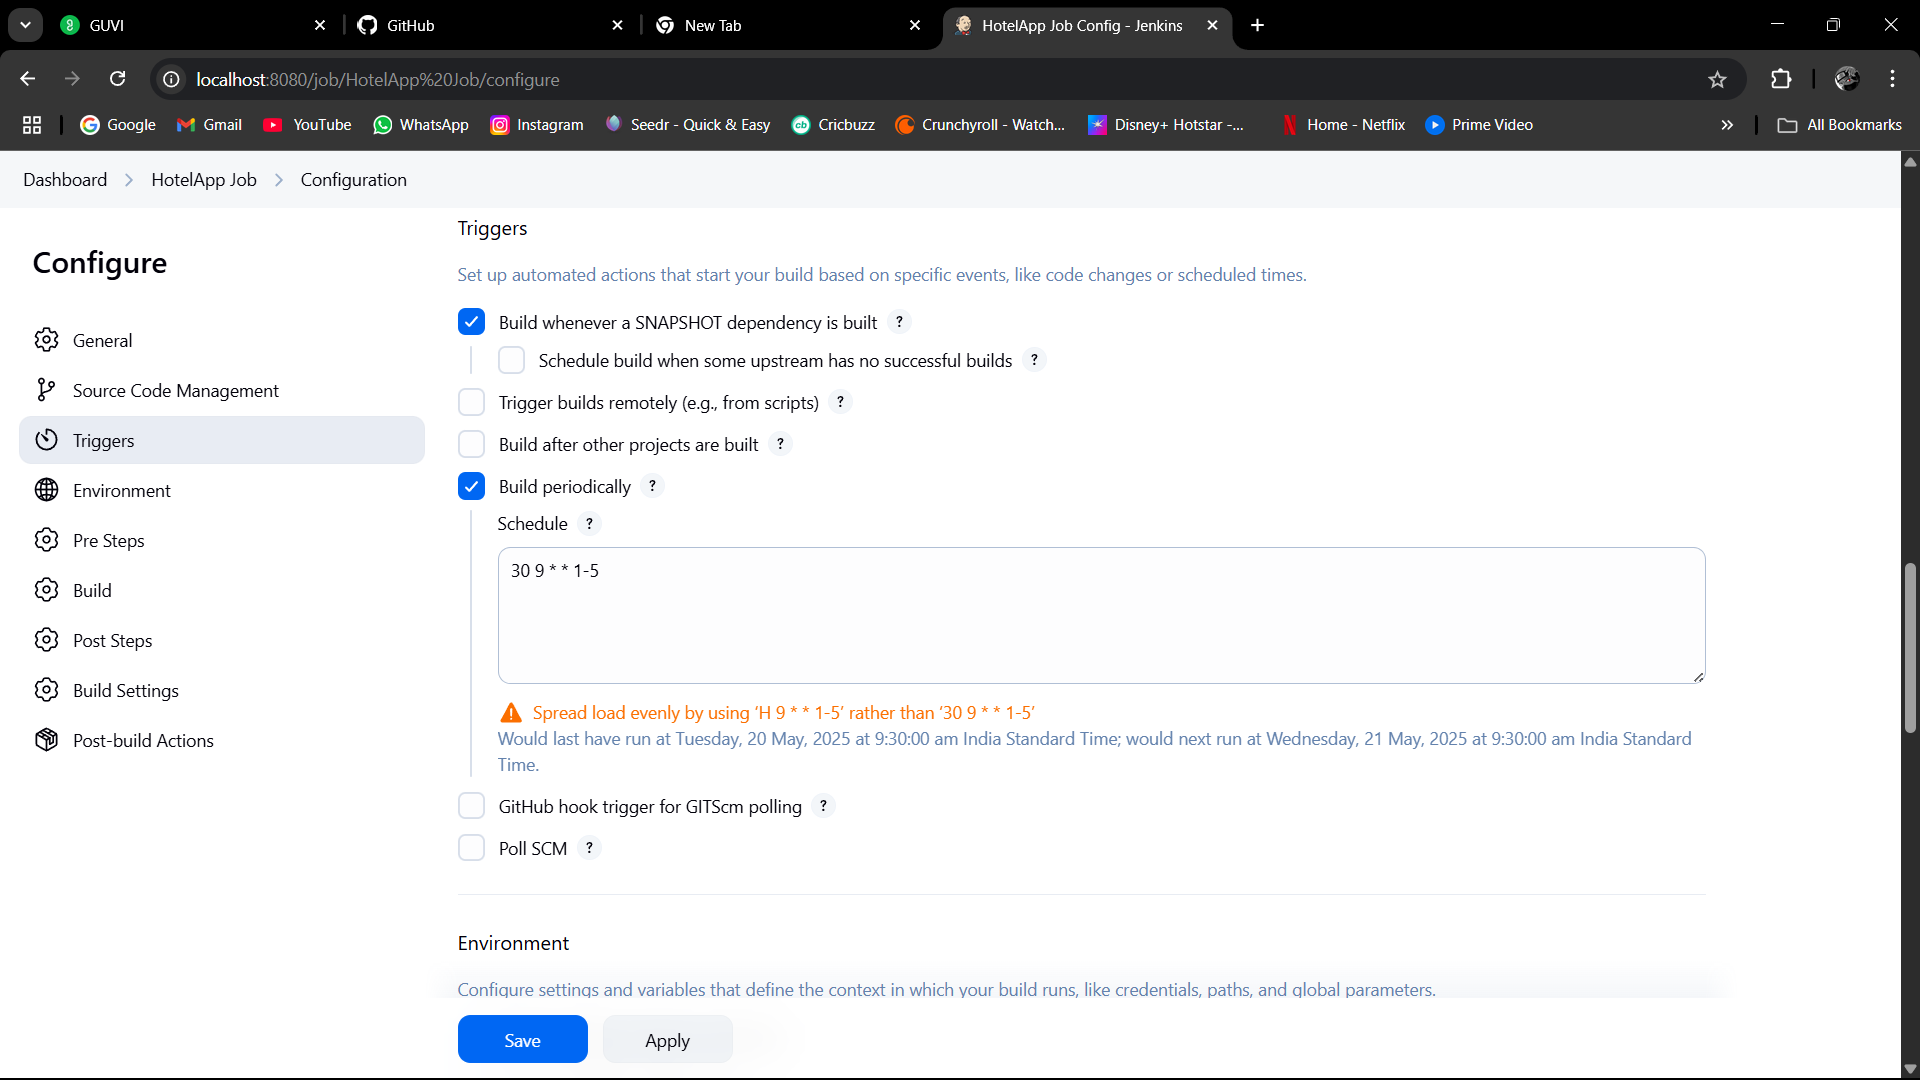 GUVI
GitHub
New Tab
HotelApp Job Config - Jenkins
localhost:8080/job/HotelApp%20Job/configure
Google
Gmail
YouTube
WhatsApp
Instagram
Seedr - Quick & Easy
Cricbuzz
Crunchyroll - Watch...
Disney+ Hotstar -...
Home - Netflix
Prime Video
All Bookmarks
Dashboard
HotelApp Job
Configuration
Configure
General
Source Code Management
Triggers
Environment
Pre Steps
Build
Post Steps
Build Settings
Post-build Actions
Triggers
Set up automated actions that start your build based on specific events, like code changes or scheduled times.
Build whenever a SNAPSHOT dependency is built ?
Schedule build when some upstream has no successful builds ?
Trigger builds remotely (e.g., from scripts) ?
Build after other projects are built ?
Build periodically ?
Schedule ?
30 9 * * 1-5
Spread load evenly by using ‘H 9 * * 1-5’ rather than ‘30 9 * * 1-5’
Would last have run at Tuesday, 20 May, 2025 at 9:30:00 am India Standard Time; would next run at Wednesday, 21 May, 2025 at 9:30:00 am India Standard
Time.
GitHub hook trigger for GITScm polling ?
Poll SCM ?
Environment
Configure settings and variables that define the context in which your build runs, like credentials, paths, and global parameters.
Save
Apply